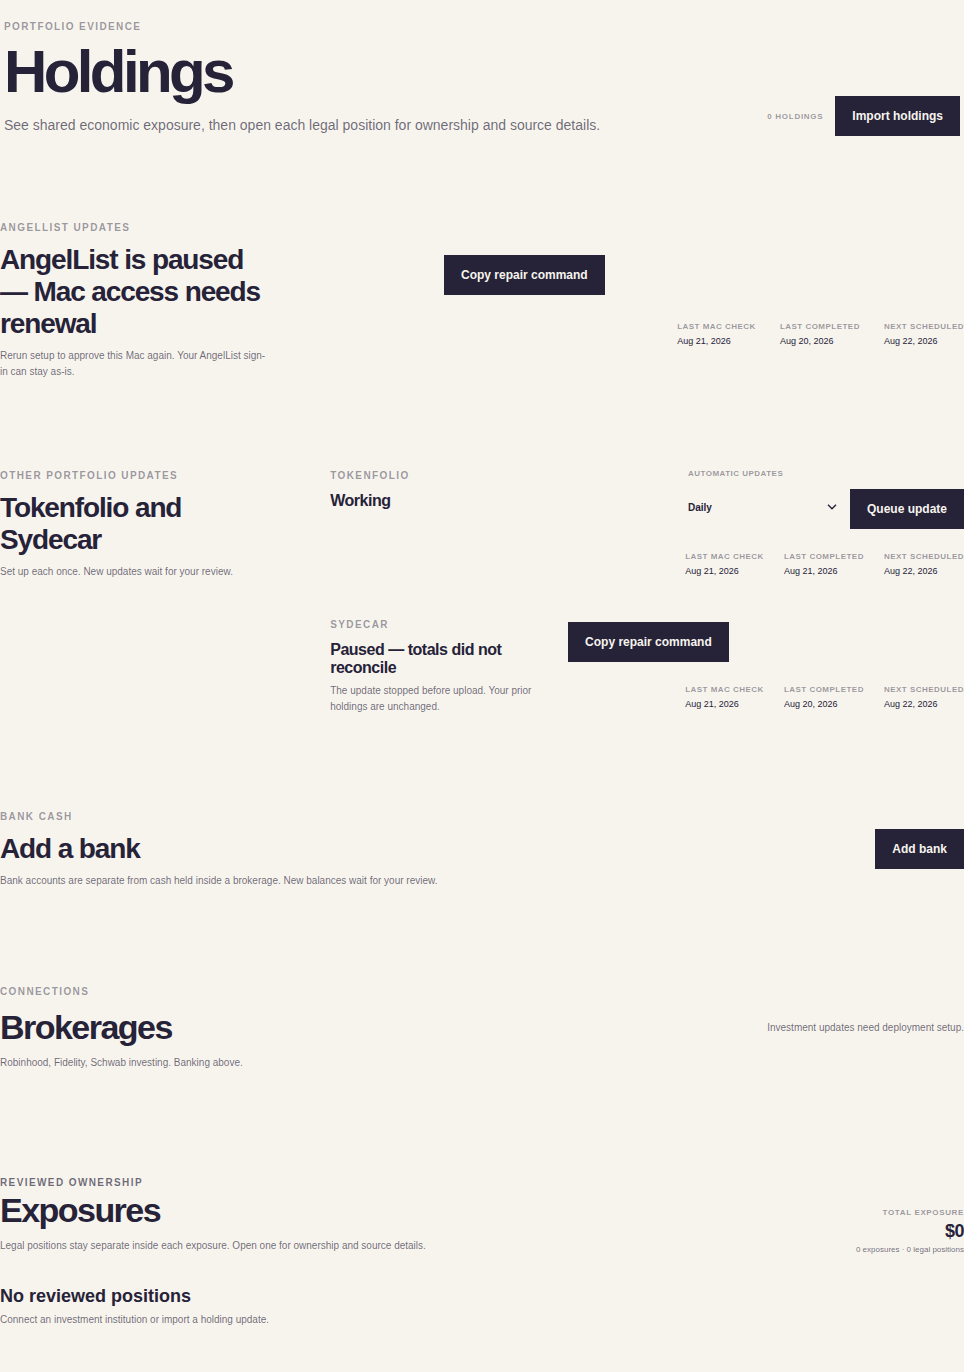 PORTFOLIO EVIDENCE
Holdings
See shared economic exposure, then open each legal position for ownership and source details.
0 HOLDINGS
Import holdings
ANGELLIST UPDATES
AngelList is paused
— Mac access needs
renewal
Rerun setup to approve this Mac again. Your AngelList sign-
in can stay as-is.
Copy repair command
LAST MAC CHECK
Aug 21, 2026
LAST COMPLETED
Aug 20, 2026
NEXT SCHEDULED
Aug 22, 2026
OTHER PORTFOLIO UPDATES
Tokenfolio and
Sydecar
Set up each once. New updates wait for your review.
TOKENFOLIO
Working
AUTOMATIC UPDATES
Daily
Queue update
LAST MAC CHECK
Aug 21, 2026
LAST COMPLETED
Aug 21, 2026
NEXT SCHEDULED
Aug 22, 2026
SYDECAR
Paused — totals did not
reconcile
The update stopped before upload. Your prior
holdings are unchanged.
Copy repair command
LAST MAC CHECK
Aug 21, 2026
LAST COMPLETED
Aug 20, 2026
NEXT SCHEDULED
Aug 22, 2026
BANK CASH
Add a bank
Bank accounts are separate from cash held inside a brokerage. New balances wait for your review.
Add bank
CONNECTIONS
Brokerages
Robinhood, Fidelity, Schwab investing. Banking above.
Investment updates need deployment setup.
REVIEWED OWNERSHIP
Exposures
Legal positions stay separate inside each exposure. Open one for ownership and source details.
TOTAL EXPOSURE
$0
0 exposures · 0 legal positions
No reviewed positions
Connect an investment institution or import a holding update.